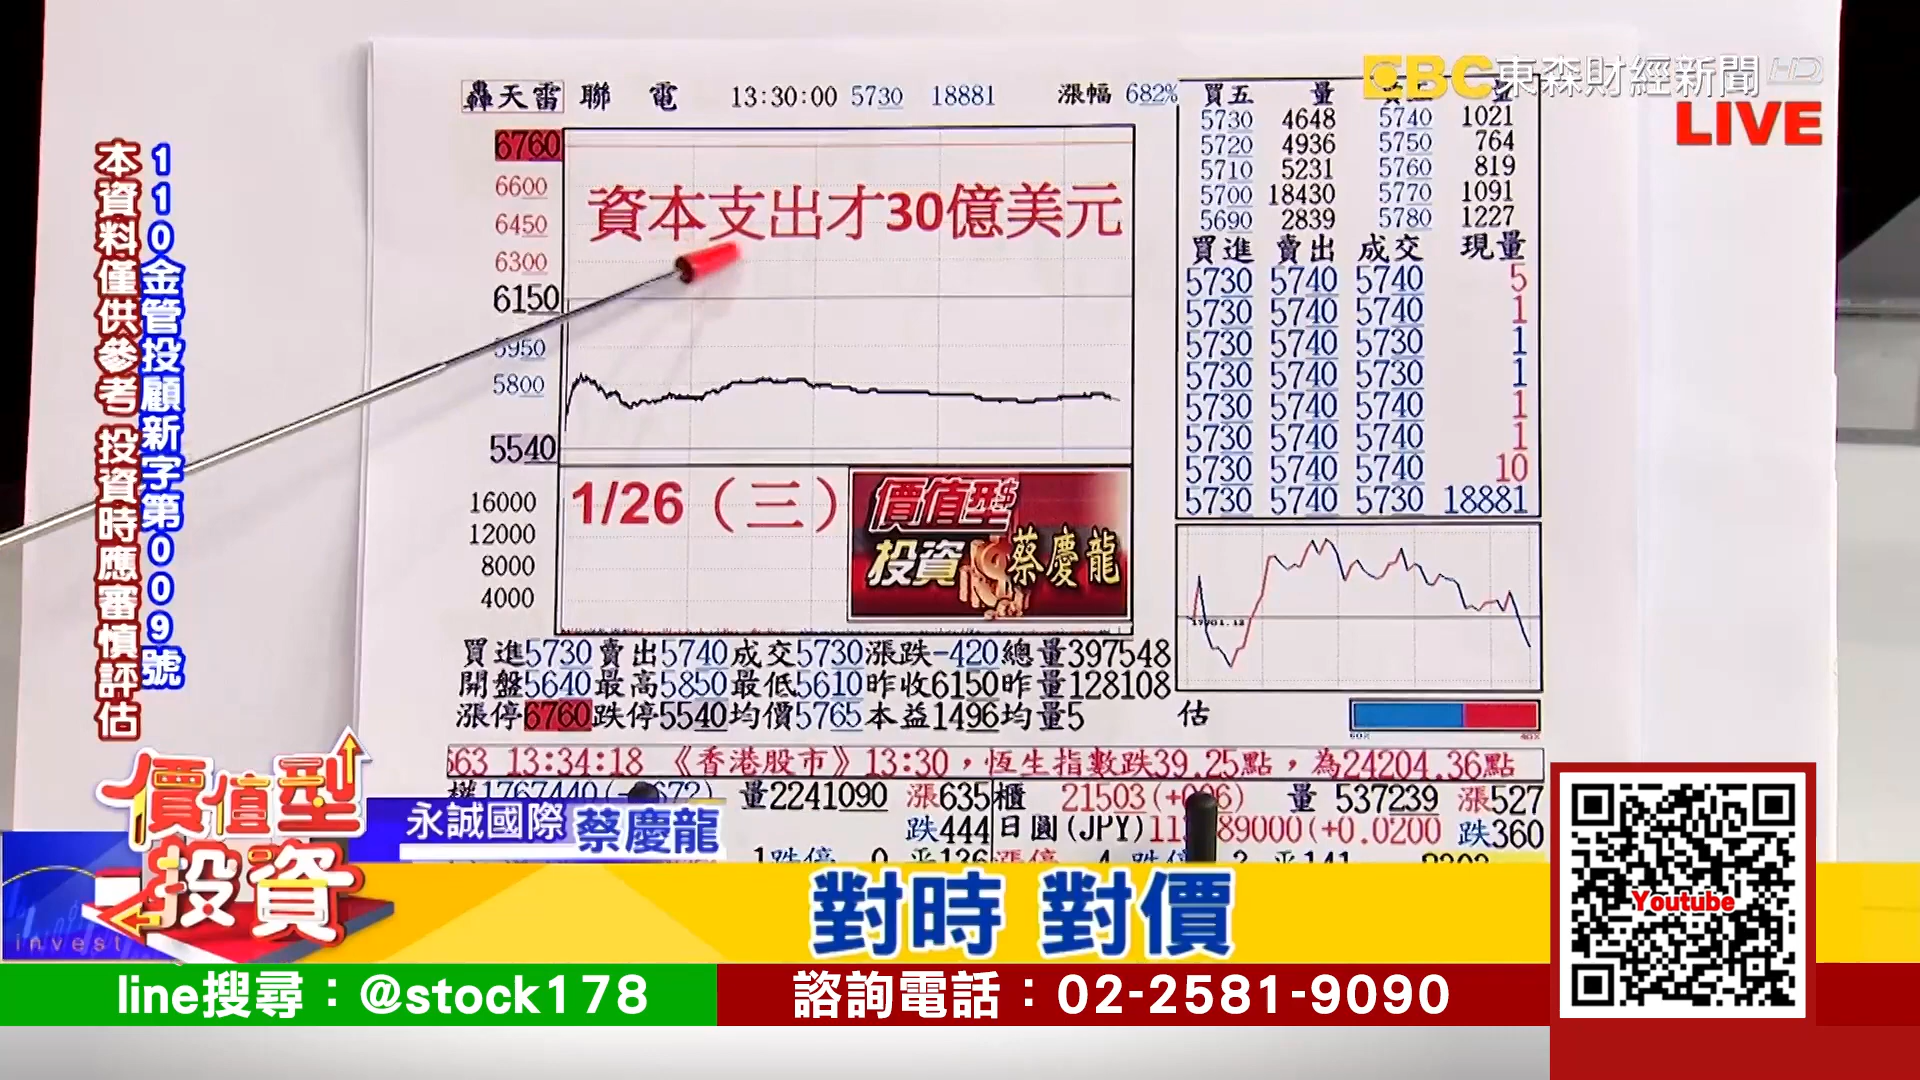 EBC 東森財經新聞 HD
LIVE
110金管投顧新字第009號
本資料僅供參考 投資時應審慎評估
轟天雷 聯 電 13:30:00 5730 18881 漲幅 682%
6760
6600
6450
6300
6150
5950
5800
5540
資本支出才30億美元
16000
12000
8000
4000
1/26（三）
價值型
投資 蔡慶龍
買五 量
5730 4648 5740 1021
5720 4936 5750 764
5710 5231 5760 819
5700 18430 5770 1091
5690 2839 5780 1227
買進 賣出 成交 現量
5730 5740 5740 5
5730 5740 5740 1
5730 5740 5730 1
5730 5740 5730 1
5730 5740 5740 1
5730 5740 5740 1
5730 5740 5740 10
5730 5740 5730 18881
買進5730賣出5740成交5730漲跌-420總量397548
開盤5640最高5850最低5610昨收6150昨量128108
漲停6760跌停5540均價5765本益1496均量5
估
60% 40%
663 13:34:18 《香港股市》13:30，恆生指數跌39.25點，為24204.36點
量2241090 漲635 櫃 21503 量 537239 漲527
跌444 日圓(JPY) 89000(+0.0200 跌360
價值型
投資
invest
永誠國際 蔡慶龍
對時 對價
Youtube
line搜尋：@stock178
諮詢電話：02-2581-9090